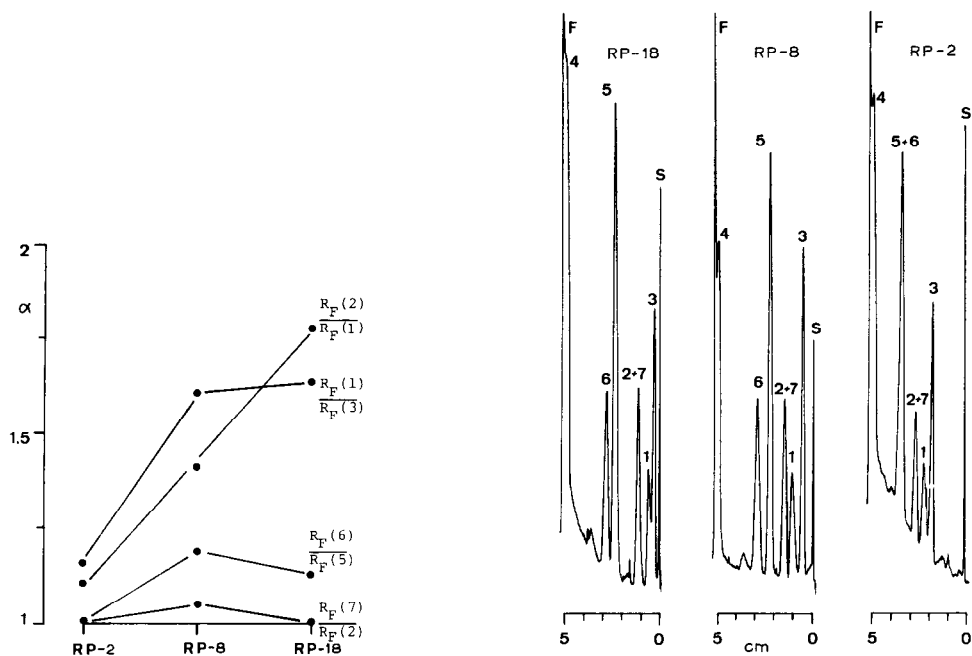 2
α
1.5
1
RP-2 RP-8 RP-18
R_F(2)
R_F(1)
R_F(1)
R_F(3)
R_F(6)
R_F(5)
R_F(7)
R_F(2)
RP-18
F
4
5
S
3
6
2+7
1
5 0
RP-8
F
4
5
3
S
6
2+7
1
5 cm 0
RP-2
F
4
S
5+6
3
2+7
1
5 0